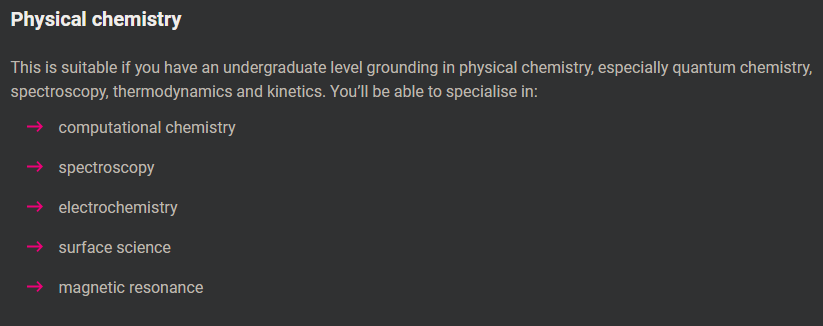 Physical chemistry
This is suitable if you have an undergraduate level grounding in physical chemistry, especially quantum chemistry,
spectroscopy, thermodynamics and kinetics. You’ll be able to specialise in:
→ computational chemistry
→ spectroscopy
→ electrochemistry
→ surface science
→ magnetic resonance